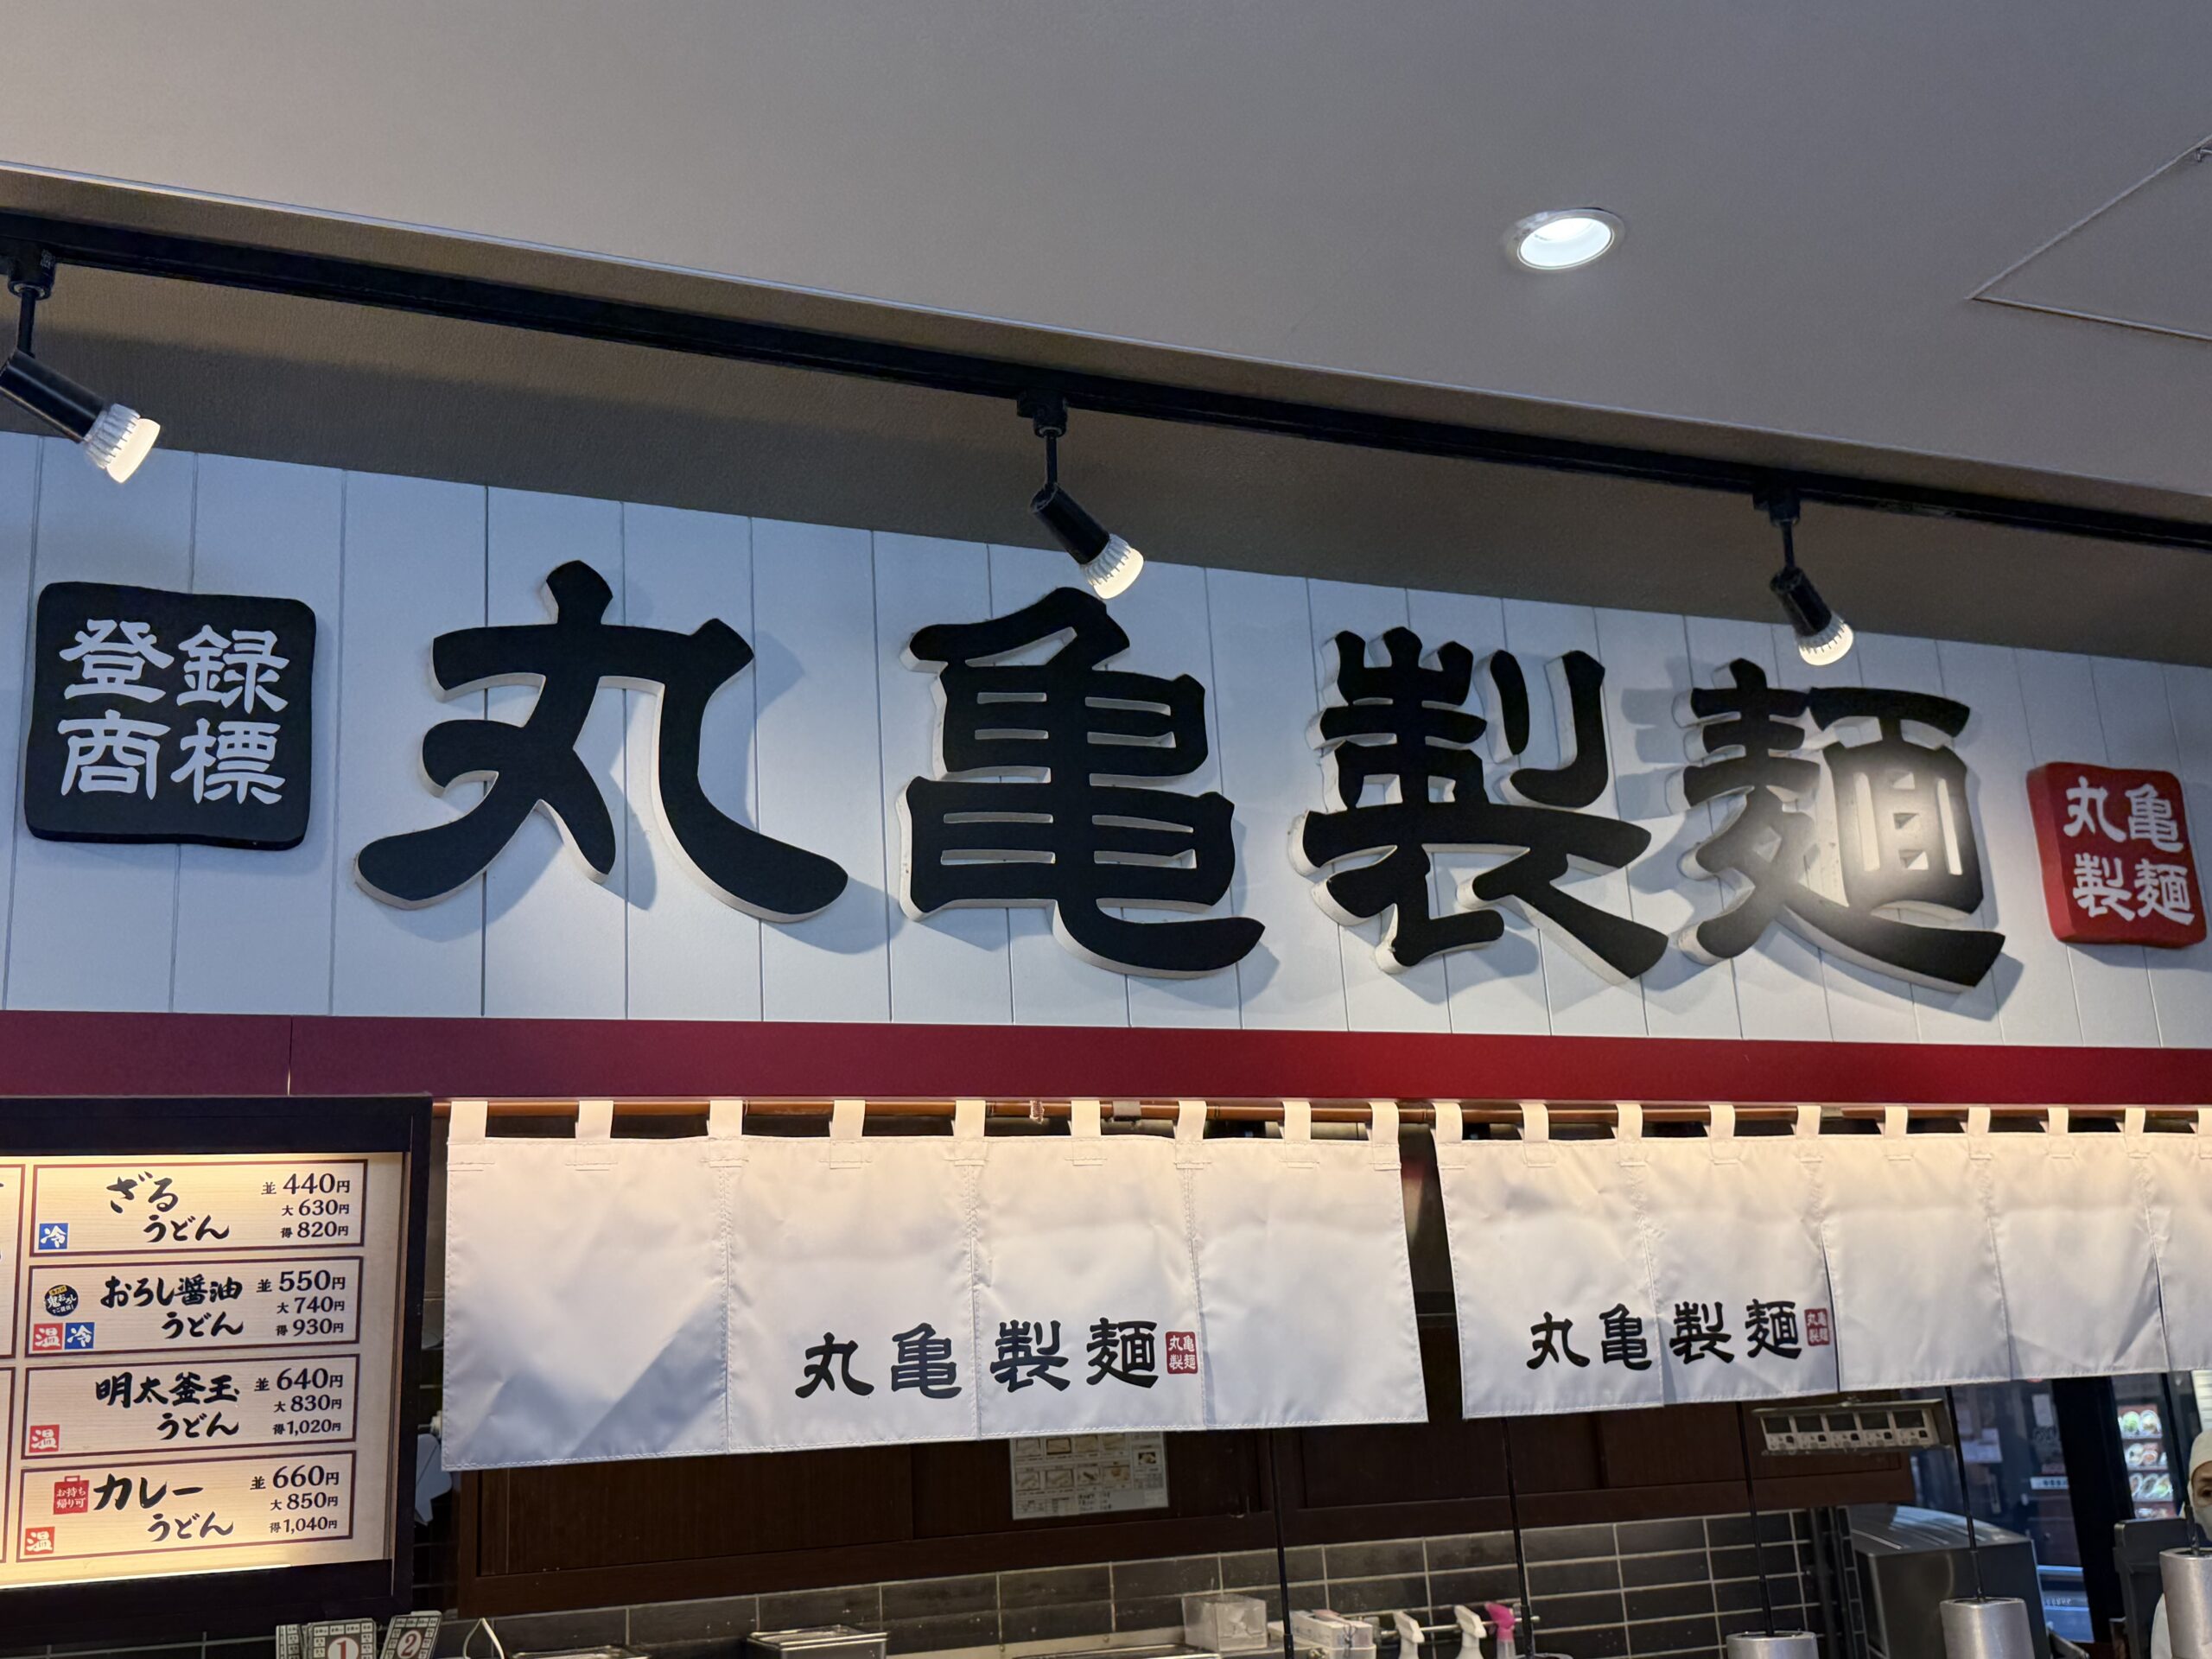 登録
商標
丸亀製麺
丸亀
製麺
ざる
うどん
冷
並440円
大630円
得820円
おろし醤油
うどん
温 冷
並550円
大740円
得930円
明太釜玉
うどん
温
並640円
大830円
得1,020円
お持ち
帰り可
カレー
うどん
温
並660円
大850円
得1,040円
丸亀製麺
丸亀
製麺
丸亀製麺
丸亀
製麺
1
2